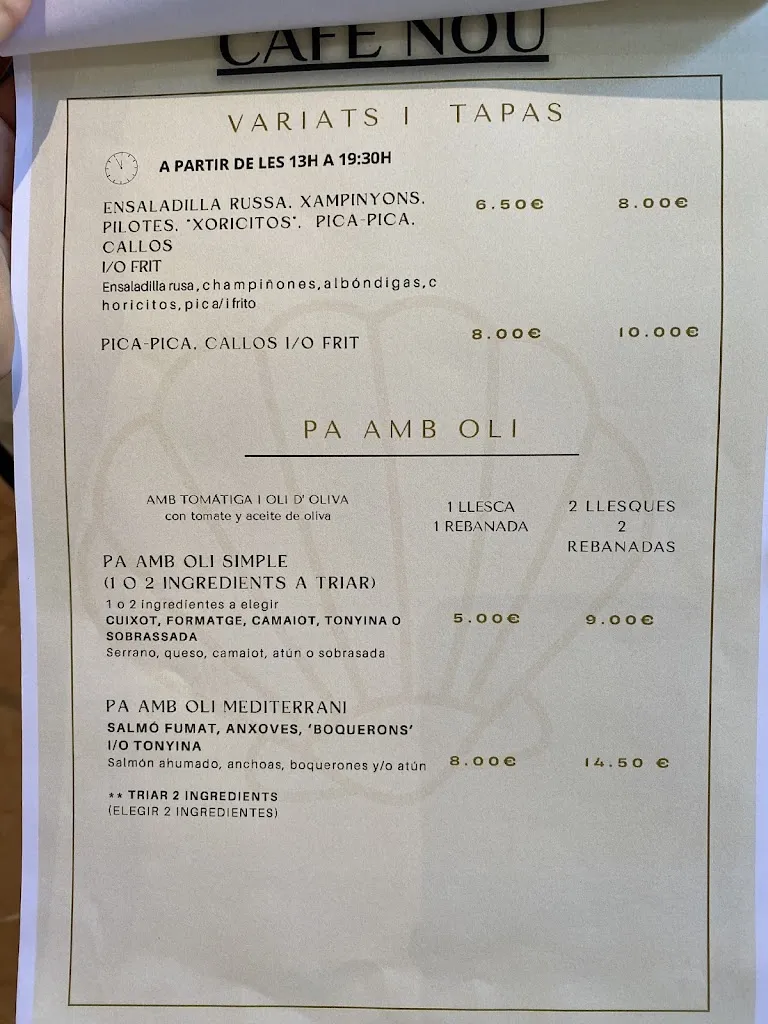 CAFE NOU
VARIATS I TAPAS
A PARTIR DE LES 13H A 19:30H
ENSALADILLA RUSSA, XAMPINYONS, 6.50€ 8.00€
PILOTES, "XORICITOS", PICA-PICA,
CALLOS
I/O FRIT
Ensaladilla rusa, champiñones, albóndigas, c
horicitos, pica/i frito
PICA-PICA, CALLOS I/O FRIT 8.00€ 10.00€
PA AMB OLI
AMB TOMÀTIGA I OLI D' OLIVA 1 LLESCA 2 LLESQUES
con tomate y aceite de oliva 1 REBANADA 2
REBANADAS
PA AMB OLI SIMPLE
(1 O 2 INGREDIENTS A TRIAR)
1 o 2 ingredientes a elegir
CUIXOT, FORMATGE, CAMAIOT, TONYINA O 5.00€ 9.00€
SOBRASSADA
Serrano, queso, camaiot, atún o sobrasada
PA AMB OLI MEDITERRANI
SALMÓ FUMAT, ANXOVES, 'BOQUERONS'
I/O TONYINA
Salmón ahumado, anchoas, boquerones y/o atún 8.00€ 14.50 €
** TRIAR 2 INGREDIENTS
(ELEGIR 2 INGREDIENTES)